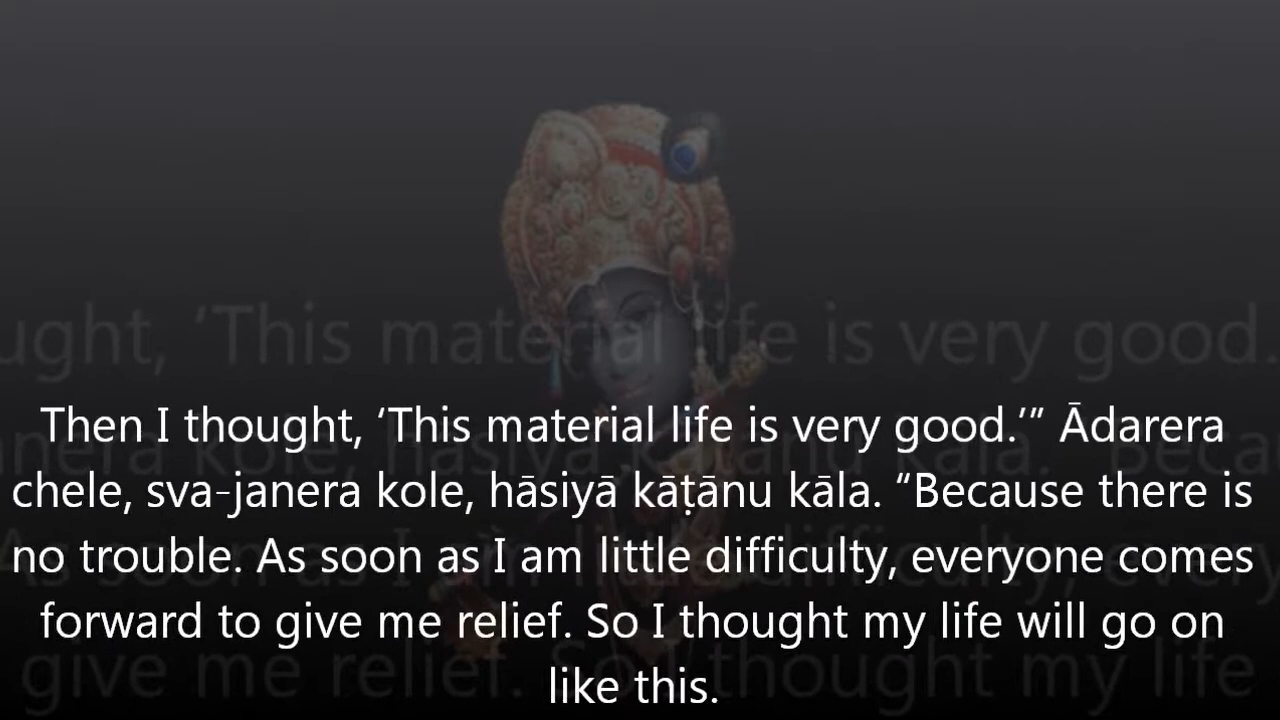 Then I thought, ‘This material life is very good.’” Ādarera
chele, sva-janera kole, hāsiyā kāṭānu kāla. “Because there is
no trouble. As soon as I am little difficulty, everyone comes
forward to give me relief. So I thought my life will go on
like this.